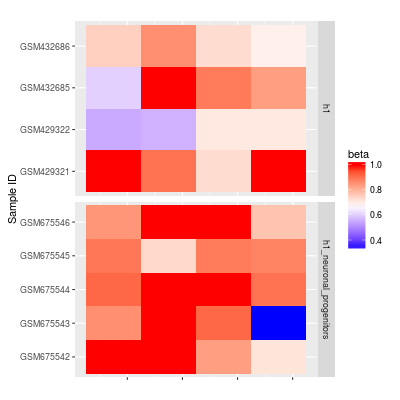 Sample ID
GSM432686
GSM432685
GSM429322
GSM429321
h1
GSM675546
GSM675545
GSM675544
GSM675543
GSM675542
h1_neuronal_progenitors
beta
1.0
0.8
0.6
0.4